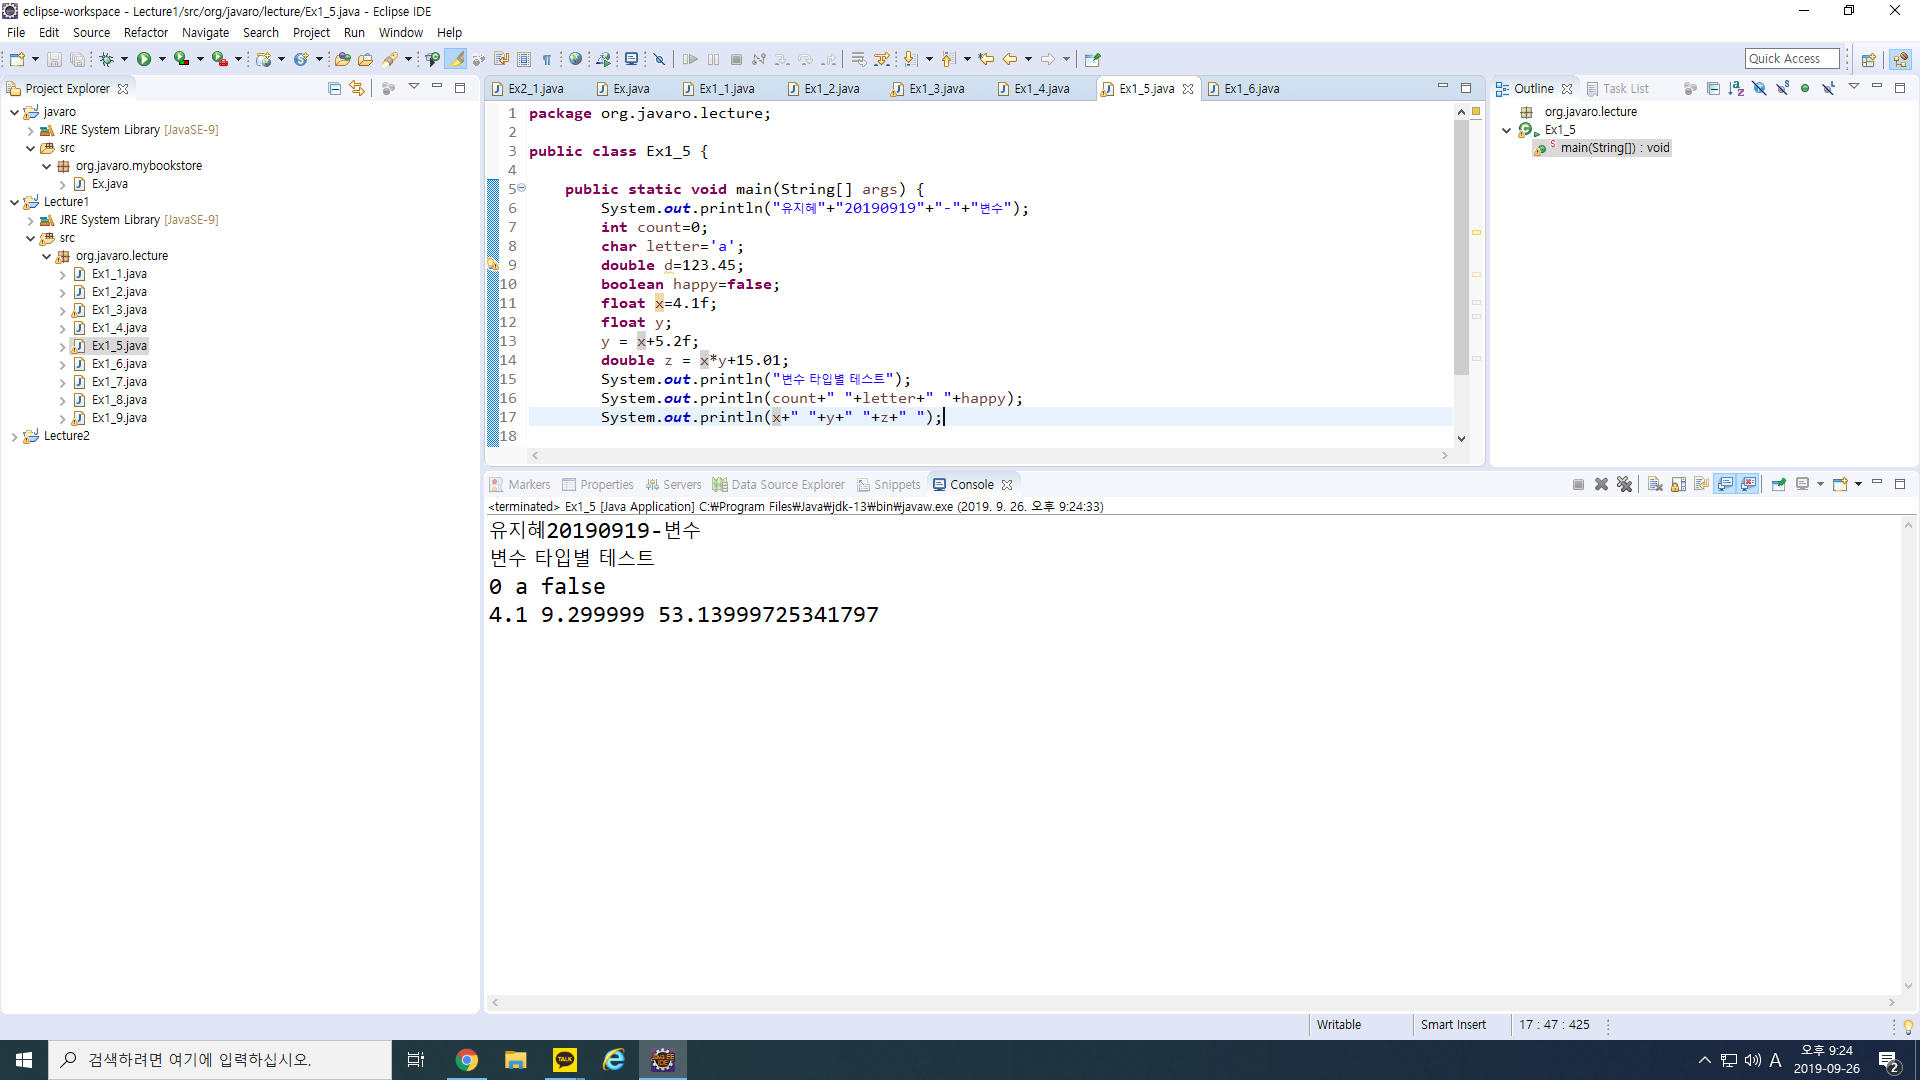 eclipse-workspace - Lecture1/src/org/javaro/lecture/Ex1_5.java - Eclipse IDE
File Edit Source Refactor Navigate Search Project Run Window Help
Quick Access
Project Explorer
javaro
JRE System Library [JavaSE-9]
src
org.javaro.mybookstore
Ex.java
Lecture1
JRE System Library [JavaSE-9]
src
org.javaro.lecture
Ex1_1.java
Ex1_2.java
Ex1_3.java
Ex1_4.java
Ex1_5.java
Ex1_6.java
Ex1_7.java
Ex1_8.java
Ex1_9.java
Lecture2
Ex2_1.java Ex.java Ex1_1.java Ex1_2.java Ex1_3.java Ex1_4.java Ex1_5.java Ex1_6.java
1 package org.javaro.lecture;
2
3 public class Ex1_5 {
4
5 public static void main(String[] args) {
6 System.out.println("유지혜"+"20190919"+"-"+"변수");
7 int count=0;
8 char letter='a';
9 double d=123.45;
10 boolean happy=false;
11 float x=4.1f;
12 float y;
13 y = x+5.2f;
14 double z = x*y+15.01;
15 System.out.println("변수 타입별 테스트");
16 System.out.println(count+" "+letter+" "+happy);
17 System.out.println(x+" "+y+" "+z+" ");
18
Outline Task List
org.javaro.lecture
Ex1_5
main(String[]) : void
Markers Properties Servers Data Source Explorer Snippets Console
<terminated> Ex1_5 [Java Application] C:₩Program Files₩Java₩jdk-13₩bin₩javaw.exe (2019. 9. 26. 오후 9:24:33)
유지혜20190919-변수
변수 타입별 테스트
0 a false
4.1 9.299999 53.13999725341797
Writable Smart Insert 17 : 47 : 425
검색하려면 여기에 입력하십시오.
TALK
A
오후 9:24
2019-09-26
2